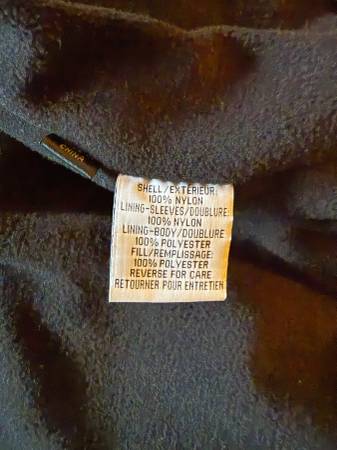 CHINA
SHELL/EXTÉRIEUR:
100% NYLON
LINING-SLEEVES/DOUBLURE:
100% NYLON
LINING-BODY/DOUBLURE
100% POLYESTER
FILL/REMPLISSAGE:
100% POLYESTER
REVERSE FOR CARE
RETOURNER POUR ENTRETIEN